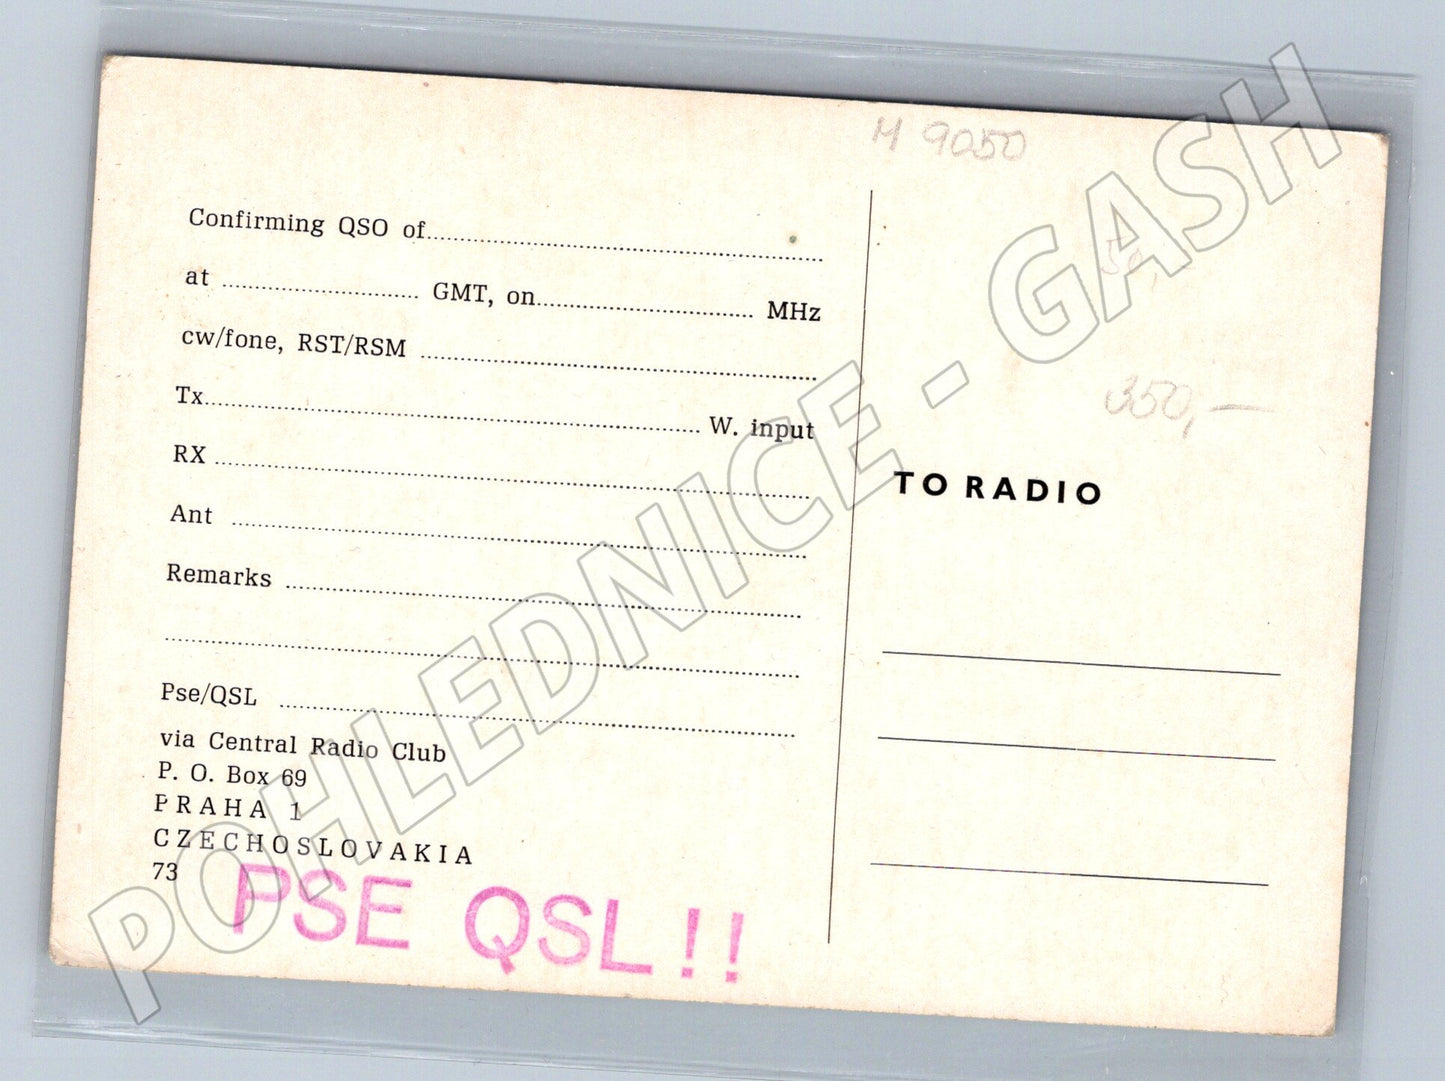 M 9050
Confirming QSO of
at GMT, on MHz
cw/fone, RST/RSM
Tx W. input
RX
Ant
Remarks
Pse/QSL
via Central Radio Club
P. O. Box 69
PRAHA 1
CZECHOSLOVAKIA
73
PSE QSL!!
350,-
TO RADIO
POHLEDNICE - GASH